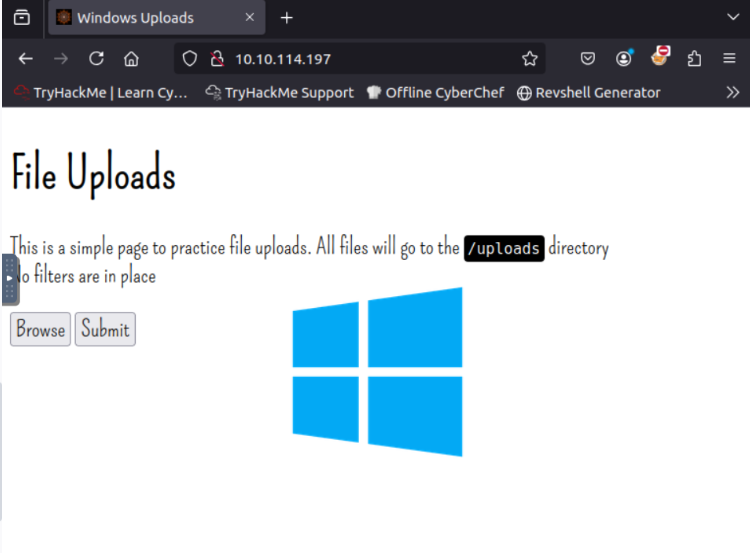 Windows Uploads
10.10.114.197
TryHackMe | Learn Cy... TryHackMe Support Offline CyberChef Revshell Generator
File Uploads
This is a simple page to practice file uploads. All files will go to the /uploads directory
No filters are in place
Browse Submit